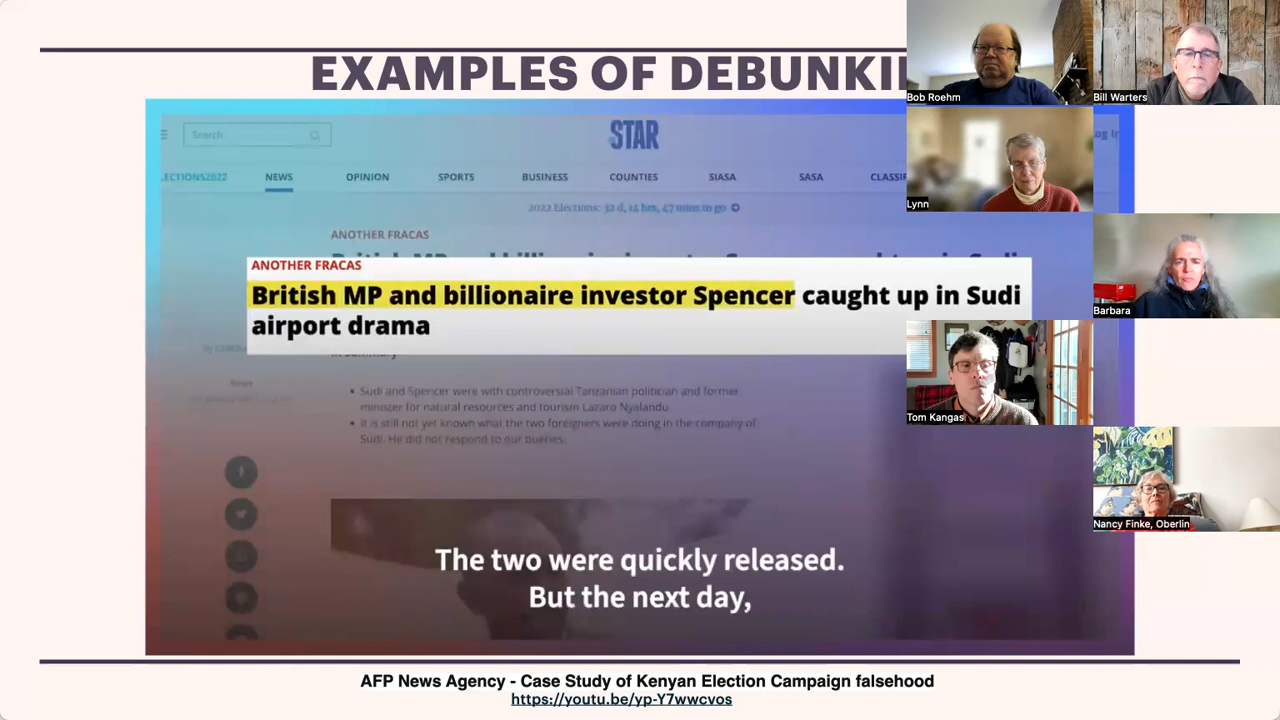 EXAMPLES OF DEBUNKI
Search
STAR
ECTIONS2022 NEWS OPINION SPORTS BUSINESS COUNTIES SIASA SASA CLASSIF
2022 Elections: 32 d, 14 hrs, 47 mins to go
ANOTHER FRACAS
ANOTHER FRACAS
British MP and billionaire investor Spencer caught up in Sudi
airport drama
In Summary
News
• Sudi and Spencer were with controversial Tanzanian politician and former
minister for natural resources and tourism Lazaro Nyalandu.
• It is still not yet known what the two foreigners were doing in the company of
Sudi. He did not respond to our queries.
The two were quickly released.
But the next day,
AFP News Agency - Case Study of Kenyan Election Campaign falsehood
https://youtu.be/yp-Y7wwcvos
Bob Roehm
Bill Warters
Lynn
Barbara
Tom Kangas
Nancy Finke, Oberlin